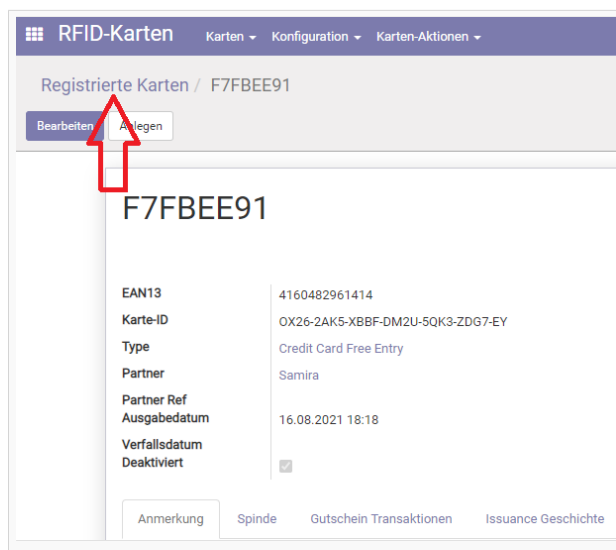 RFID-Karten Karten Konfiguration Karten-Aktionen
Registrierte Karten / F7FBEE91
Bearbeiten Anlegen
F7FBEE91
EAN13 4160482961414
Karte-ID OX26-2AK5-XBBF-DM2U-5QK3-ZDG7-EY
Type Credit Card Free Entry
Partner Samira
Partner Ref
Ausgabedatum 16.08.2021 18:18
Verfallsdatum
Deaktiviert
Anmerkung Spinde Gutschein Transaktionen Issuance Geschichte